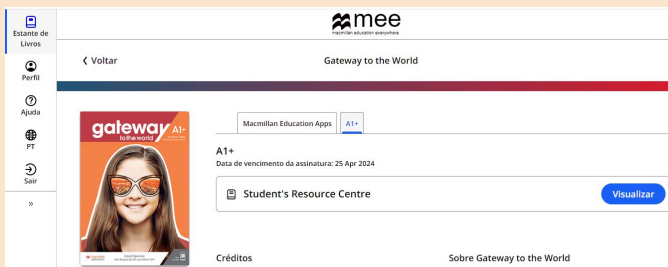 mee
macmillan education everywhere
Estante de
Livros
Perfil
Ajuda
PT
Sair
»
❮ Voltar
Gateway to the World
gateway A1+
to the world
Macmillan Education Apps
A1+
A1+
Data de vencimento da assinatura: 25 Apr 2024
Student's Resource Centre
Visualizar
Créditos
Sobre Gateway to the World